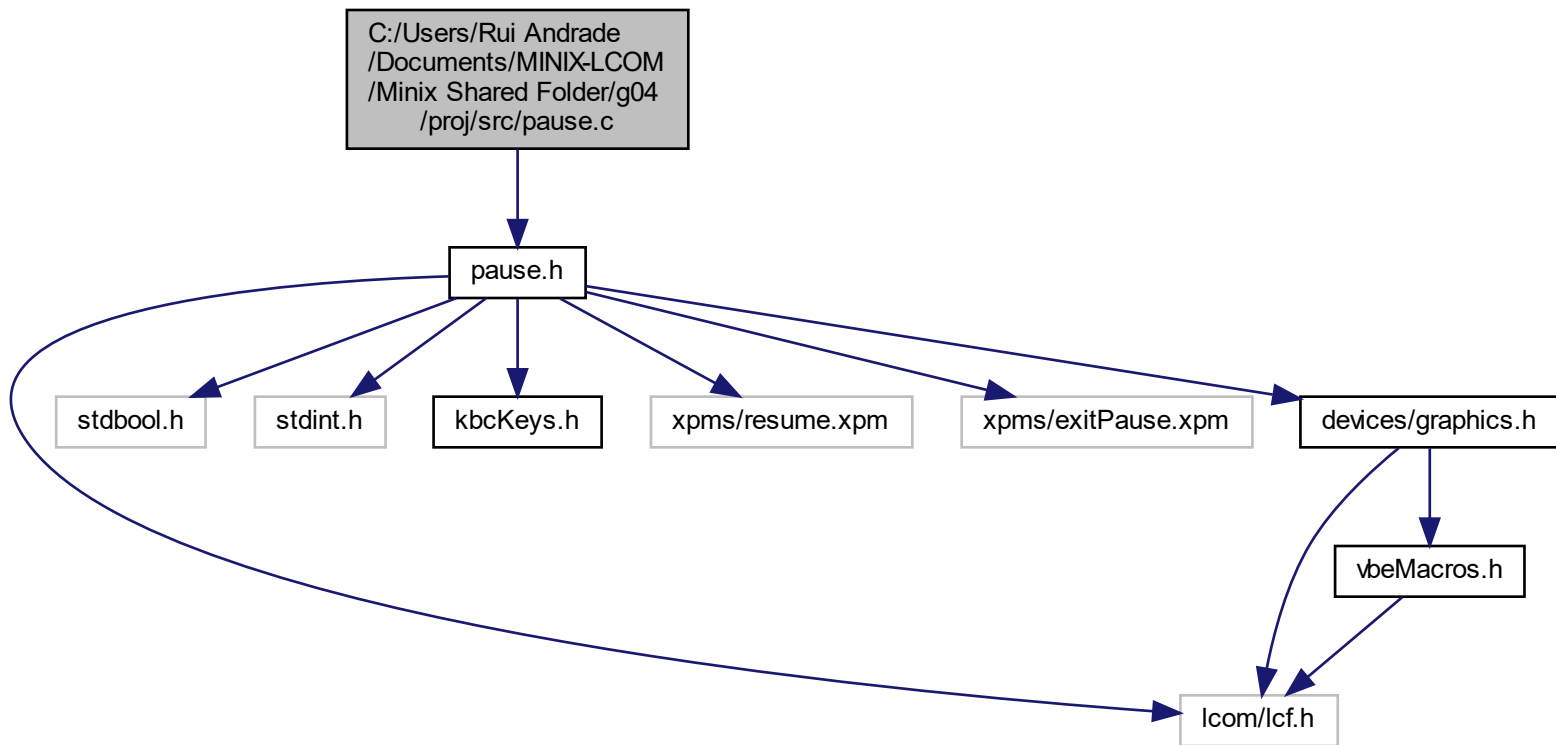 C:/Users/Rui Andrade
/Documents/MINIX-LCOM
/Minix Shared Folder/g04
/proj/src/pause.c
pause.h
stdbool.h
stdint.h
kbcKeys.h
xpms/resume.xpm
xpms/exitPause.xpm
devices/graphics.h
vbeMacros.h
lcom/lcf.h